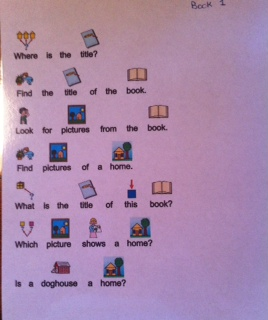 Book 1
Where is the title?
Find the title of the book.
Look for pictures from the book.
Find pictures of a home.
What is the title of this book?
Which picture shows a home?
Is a doghouse a home?